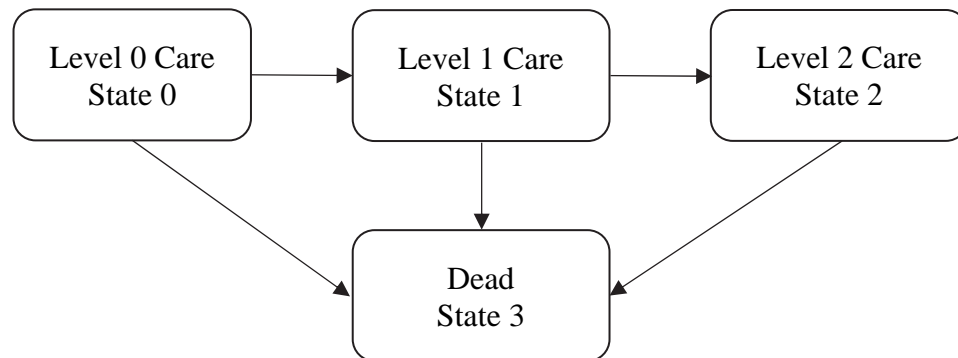 Level 0 Care
State 0
Level 1 Care
State 1
Level 2 Care
State 2
Dead
State 3